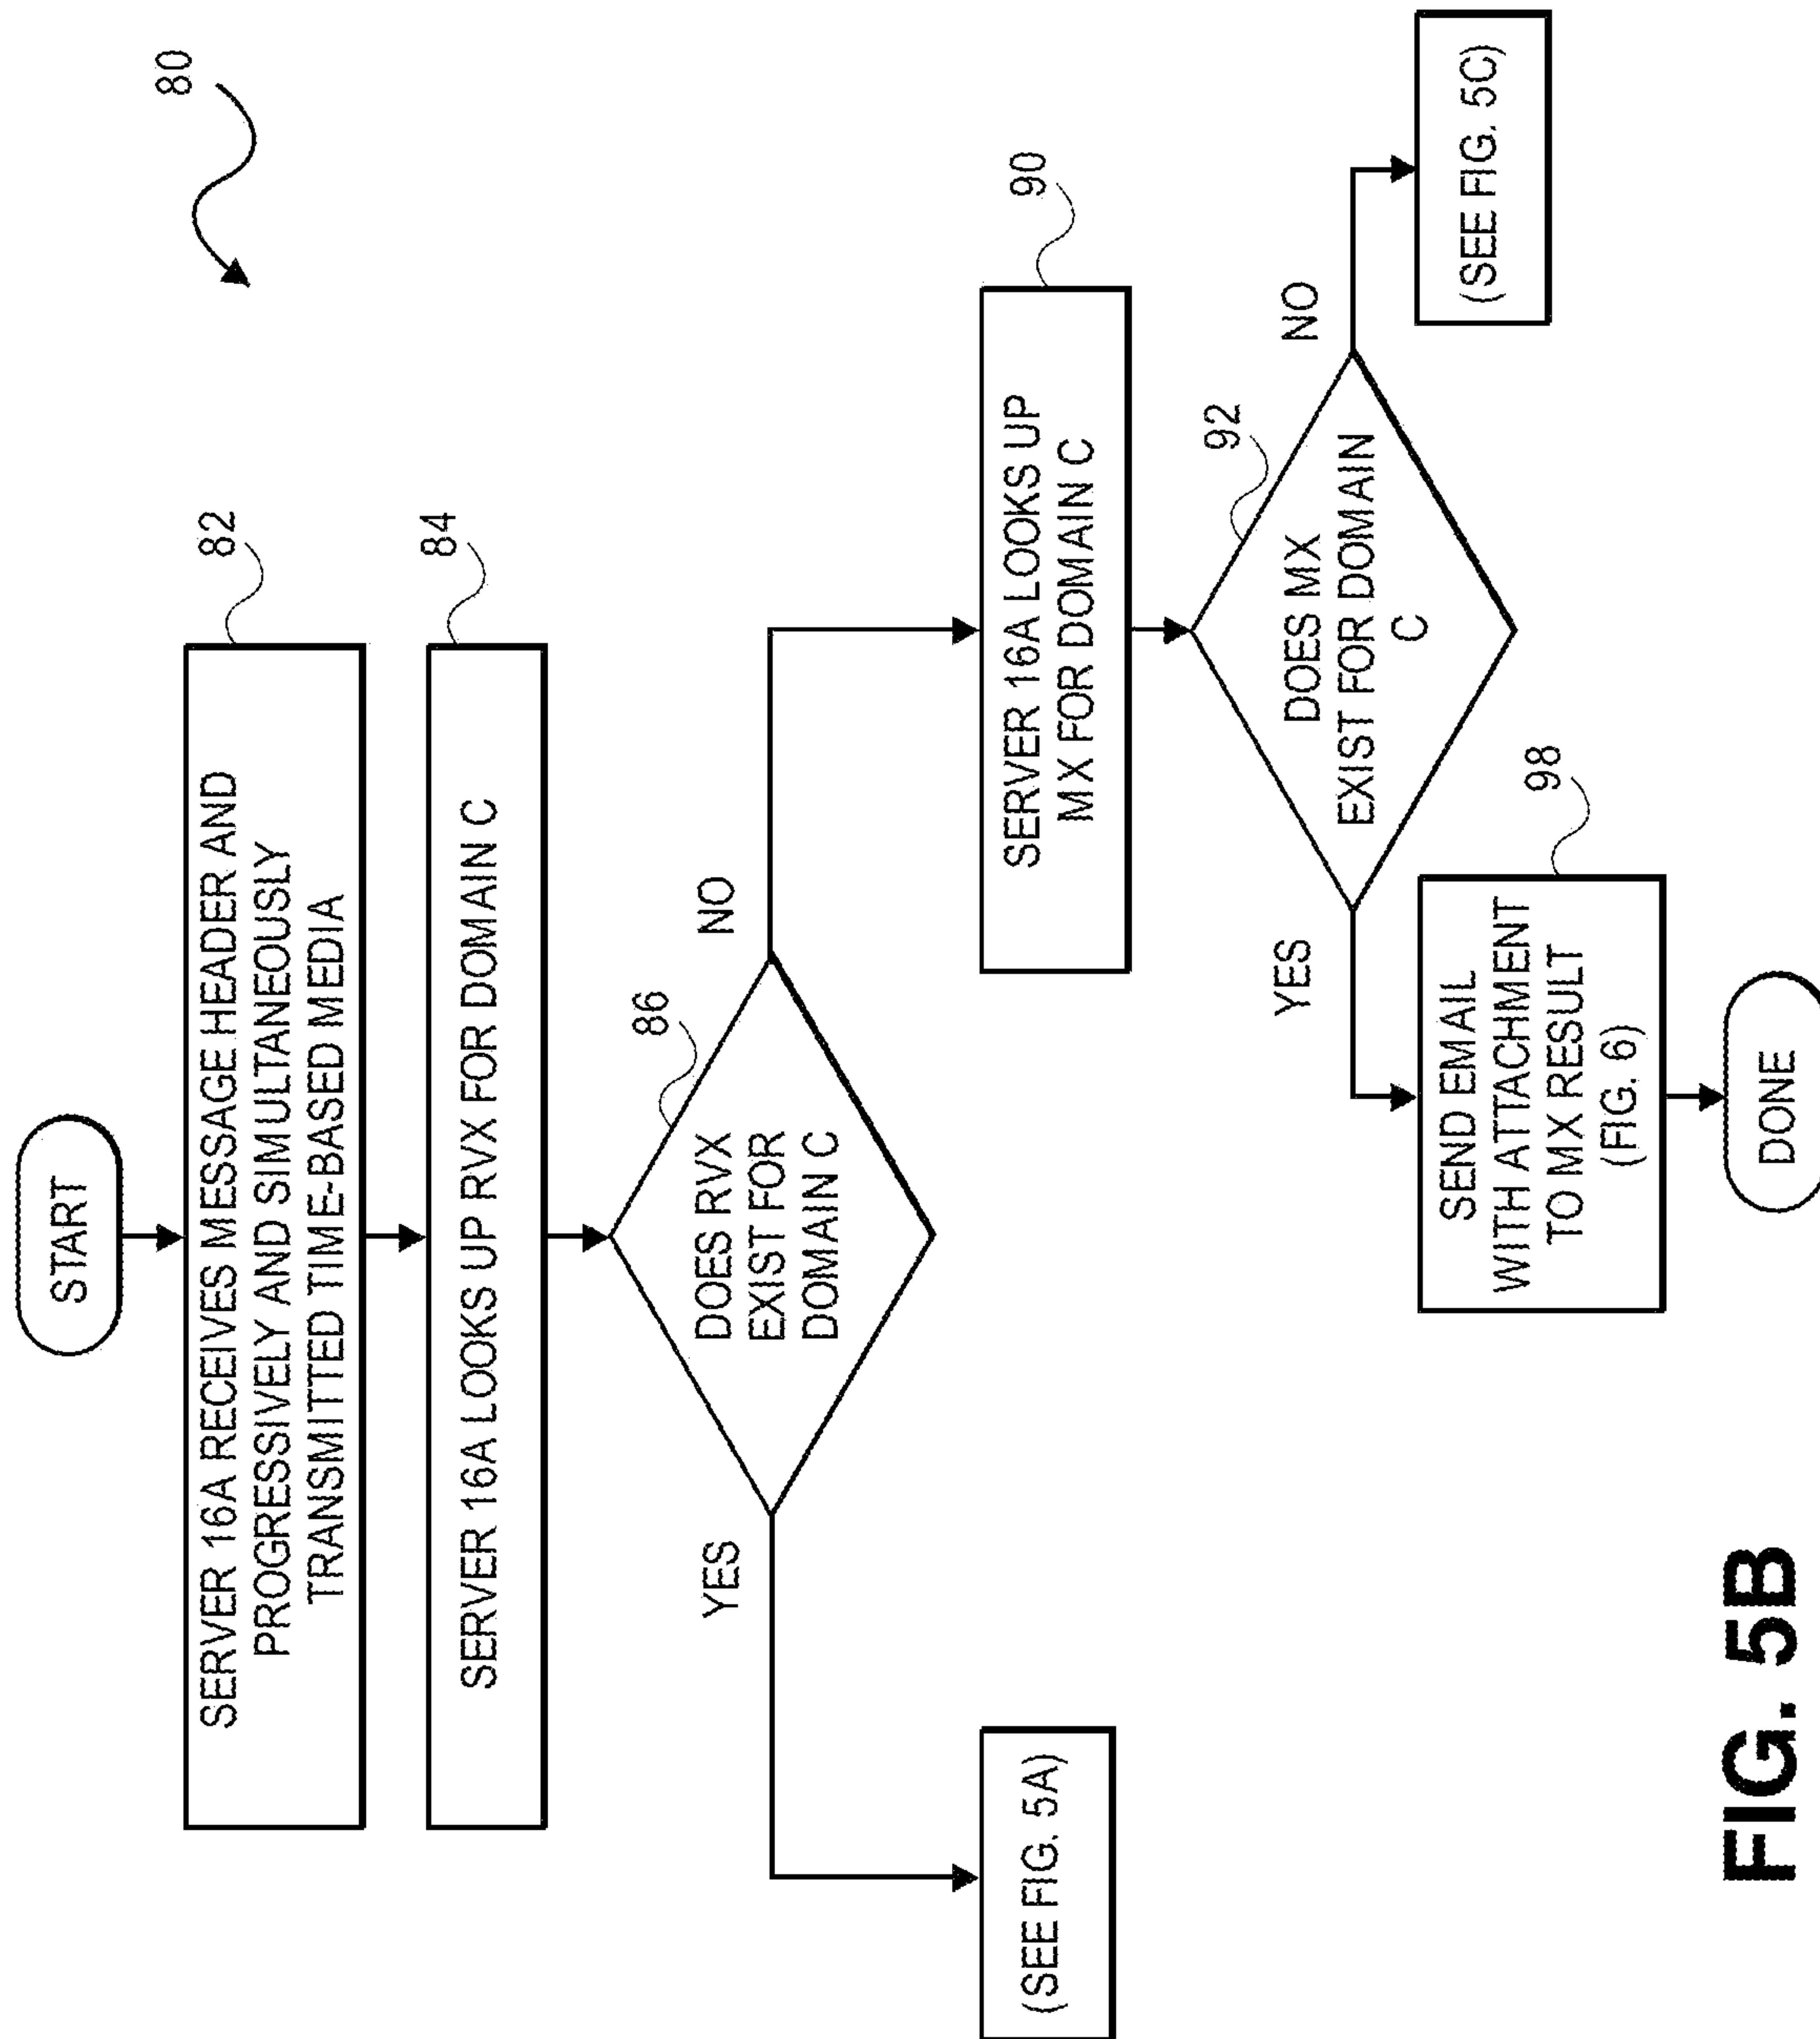 80
START
82
SERVER 16A RECEIVES MESSAGE HEADER AND
PROGRESSIVELY AND SIMULTANEOUSLY
TRANSMITTED TIME-BASED MEDIA
84
SERVER 16A LOOKS UP RVX FOR DOMAIN C
86
DOES RVX
EXIST FOR
DOMAIN C
YES
NO
(SEE FIG. 5A)
90
SERVER 16A LOOKS UP
MX FOR DOMAIN C
92
DOES MX
EXIST FOR DOMAIN
C
YES
NO
98
SEND EMAIL
WITH ATTACHMENT
TO MX RESULT
(FIG. 6)
(SEE FIG. 5C)
DONE
FIG. 5B